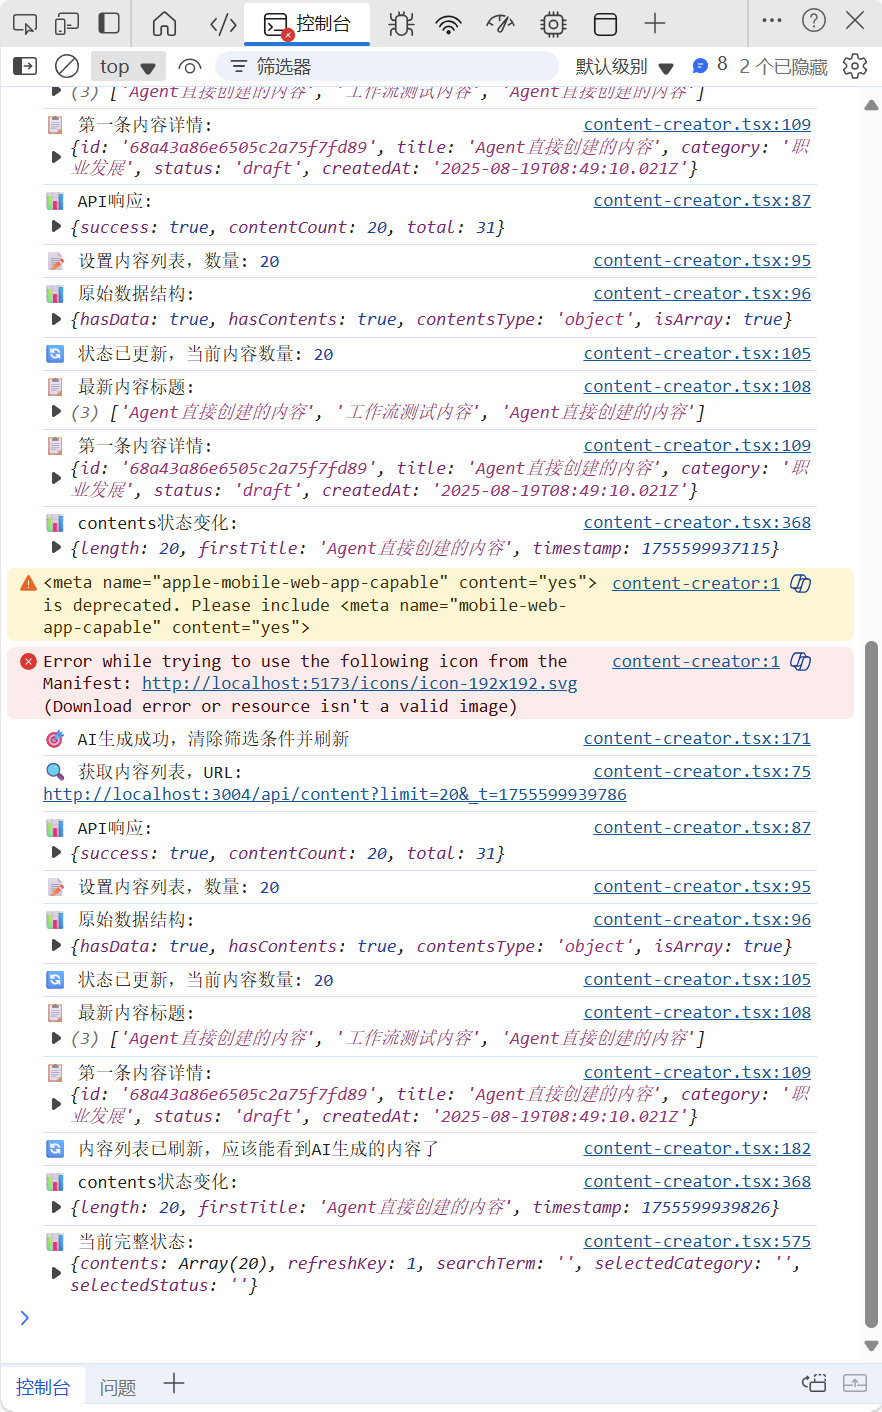 控制台
top
筛选器
默认级别
8
2 个已隐藏
(3) ['Agent直接创建的内容', '工作流测试内容', 'Agent直接创建的内容']
📋 第一条内容详情: content-creator.tsx:109
{id: '68a43a86e6505c2a75f7fd89', title: 'Agent直接创建的内容', category: '职
业发展', status: 'draft', createdAt: '2025-08-19T08:49:10.021Z'}
📊 API响应: content-creator.tsx:87
{success: true, contentCount: 20, total: 31}
📝 设置内容列表，数量: 20 content-creator.tsx:95
📊 原始数据结构: content-creator.tsx:96
{hasData: true, hasContents: true, contentsType: 'object', isArray: true}
🔄 状态已更新，当前内容数量: 20 content-creator.tsx:105
📋 最新内容标题: content-creator.tsx:108
(3) ['Agent直接创建的内容', '工作流测试内容', 'Agent直接创建的内容']
📋 第一条内容详情: content-creator.tsx:109
{id: '68a43a86e6505c2a75f7fd89', title: 'Agent直接创建的内容', category: '职
业发展', status: 'draft', createdAt: '2025-08-19T08:49:10.021Z'}
📊 contents状态变化: content-creator.tsx:368
{length: 20, firstTitle: 'Agent直接创建的内容', timestamp: 1755599937115}
<meta name="apple-mobile-web-app-capable" content="yes"> content-creator:1
is deprecated. Please include <meta name="mobile-web-
app-capable" content="yes">
Error while trying to use the following icon from the content-creator:1
Manifest: http://localhost:5173/icons/icon-192x192.svg
(Download error or resource isn't a valid image)
🎯 AI生成成功，清除筛选条件并刷新 content-creator.tsx:171
🔍 获取内容列表，URL: content-creator.tsx:75
http://localhost:3004/api/content?limit=20&_t=1755599939786
📊 API响应: content-creator.tsx:87
{success: true, contentCount: 20, total: 31}
📝 设置内容列表，数量: 20 content-creator.tsx:95
📊 原始数据结构: content-creator.tsx:96
{hasData: true, hasContents: true, contentsType: 'object', isArray: true}
🔄 状态已更新，当前内容数量: 20 content-creator.tsx:105
📋 最新内容标题: content-creator.tsx:108
(3) ['Agent直接创建的内容', '工作流测试内容', 'Agent直接创建的内容']
📋 第一条内容详情: content-creator.tsx:109
{id: '68a43a86e6505c2a75f7fd89', title: 'Agent直接创建的内容', category: '职
业发展', status: 'draft', createdAt: '2025-08-19T08:49:10.021Z'}
🔄 内容列表已刷新，应该能看到AI生成的内容了 content-creator.tsx:182
📊 contents状态变化: content-creator.tsx:368
{length: 20, firstTitle: 'Agent直接创建的内容', timestamp: 1755599939826}
📊 当前完整状态: content-creator.tsx:575
{contents: Array(20), refreshKey: 1, searchTerm: '', selectedCategory: '',
selectedStatus: ''}
控制台
问题